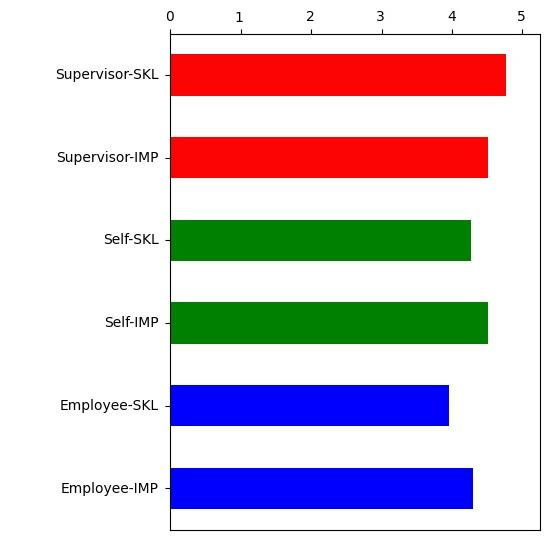 0 1 2 3 4 5
Supervisor-SKL
Supervisor-IMP
Self-SKL
Self-IMP
Employee-SKL
Employee-IMP